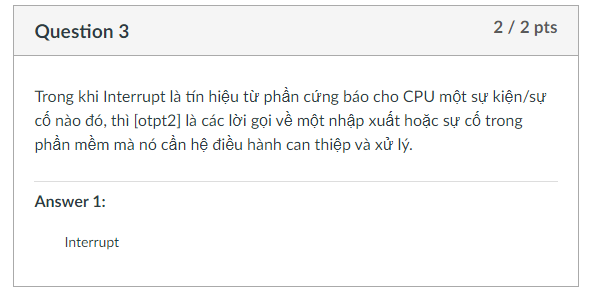 Question 3
2 / 2 pts
Trong khi Interrupt là tín hiệu từ phần cứng báo cho CPU một sự kiện/sự
cố nào đó, thì [otpt2] là các lời gọi về một nhập xuất hoặc sự cố trong
phần mềm mà nó cần hệ điều hành can thiệp và xử lý.
Answer 1:
Interrupt